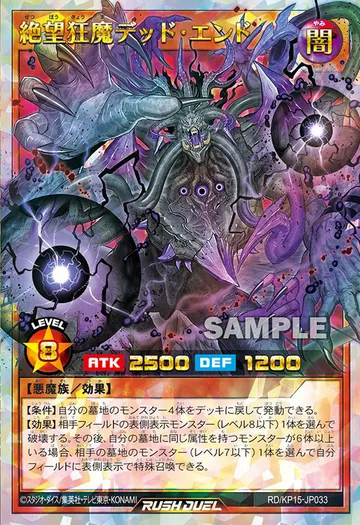 絶望狂魔デッド・エンド
闇
SAMPLE
LEVEL
8
ATK 2500 DEF 1200
【悪魔族／効果】
【条件】自分の墓地のモンスター4体をデッキに戻して発動できる。
【効果】相手フィールドの表側表示モンスター(レベル8以下)1体を選んで
破壊する。その後、自分の墓地に同じ属性を持つモンスターが6体以上
いる場合、相手の墓地のモンスター(レベル7以下)1体を選んで自分
フィールドに表側表示で特殊召喚できる。
©スタジオ・ダイス/集英社・テレビ東京・KONAMI
RUSH DUEL
RD/KP15-JP033